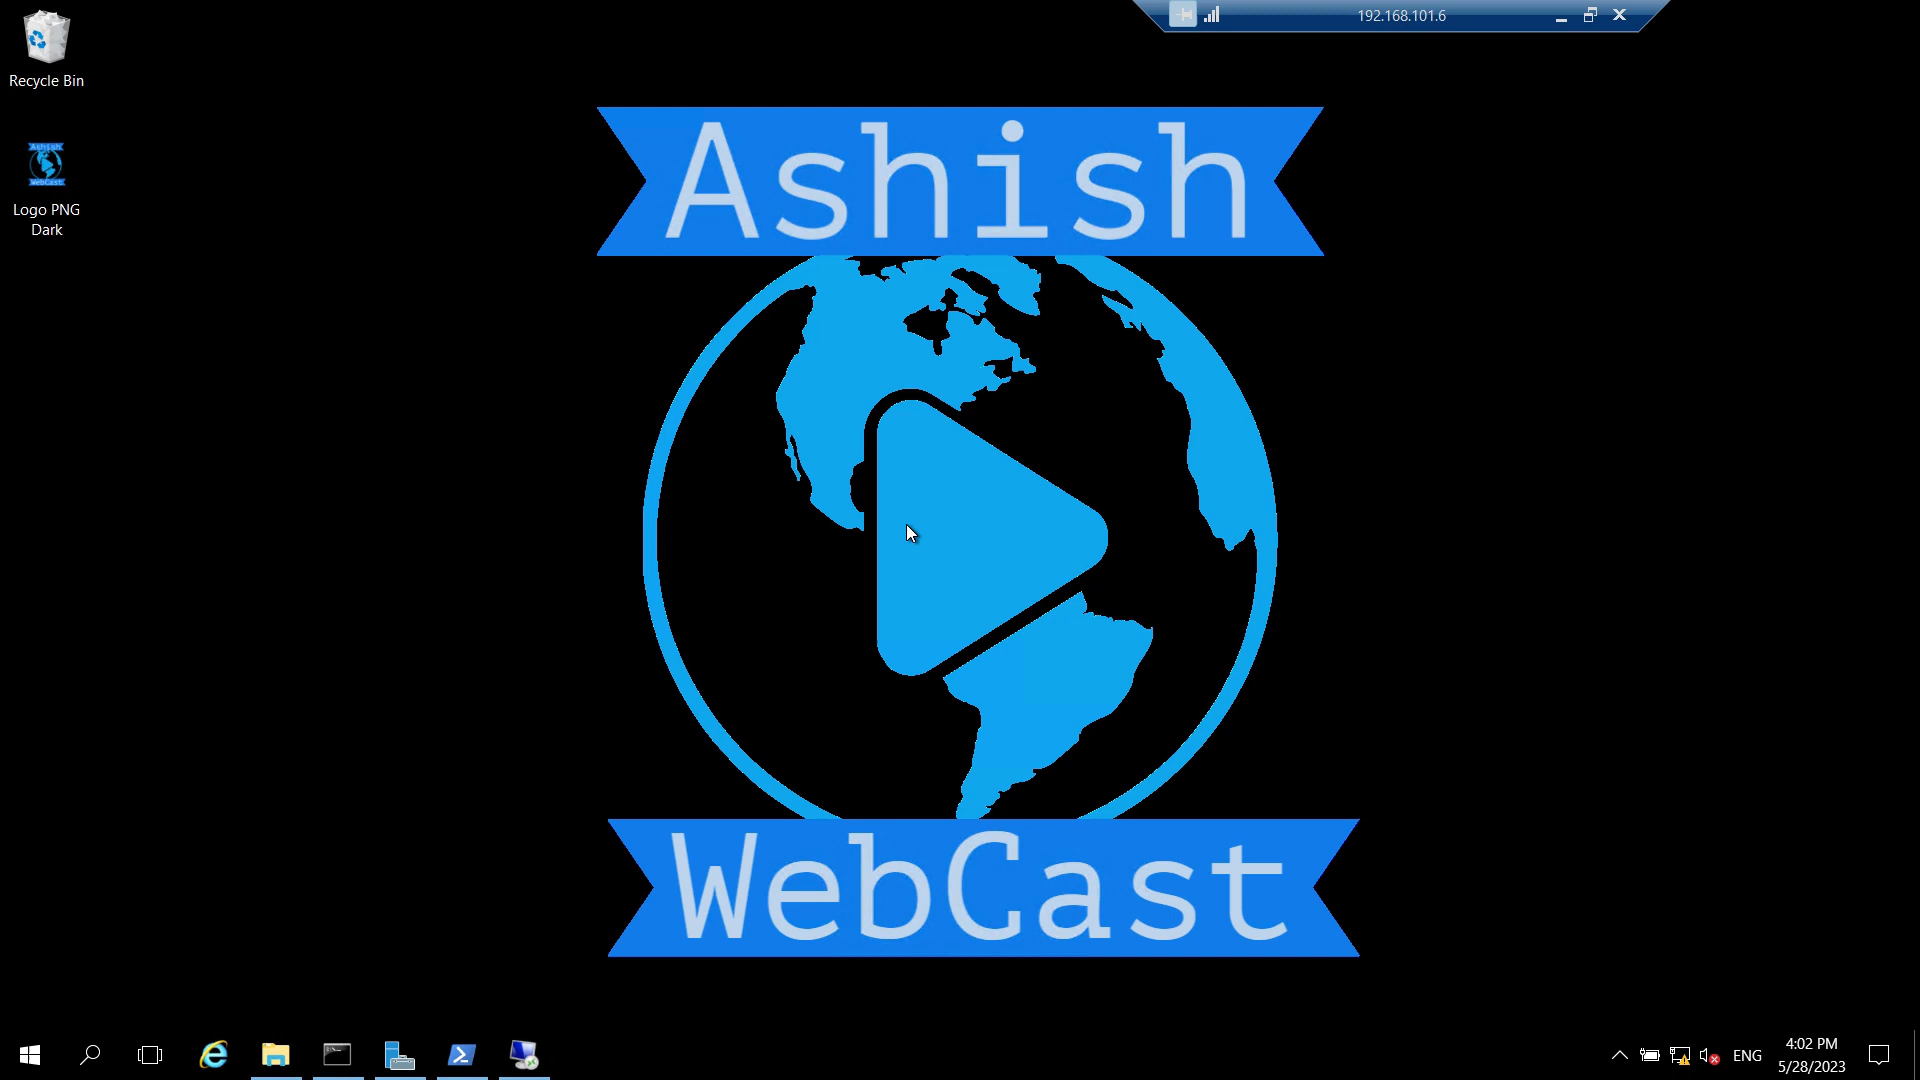 192.168.101.6
Recycle Bin
Ashish
Logo PNG
Dark
WebCast
ENG
4:02 PM
5/28/2023